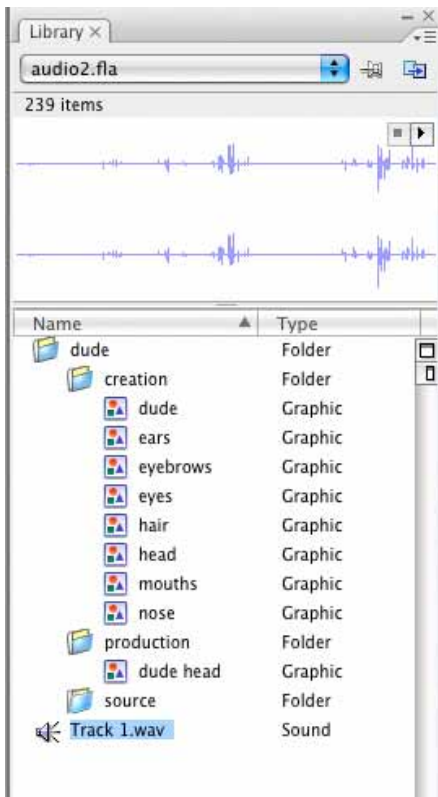 Library
audio2.fla
239 items
Name Type
dude Folder
creation Folder
dude Graphic
ears Graphic
eyebrows Graphic
eyes Graphic
hair Graphic
head Graphic
mouths Graphic
nose Graphic
production Folder
dude head Graphic
source Folder
Track 1.wav Sound